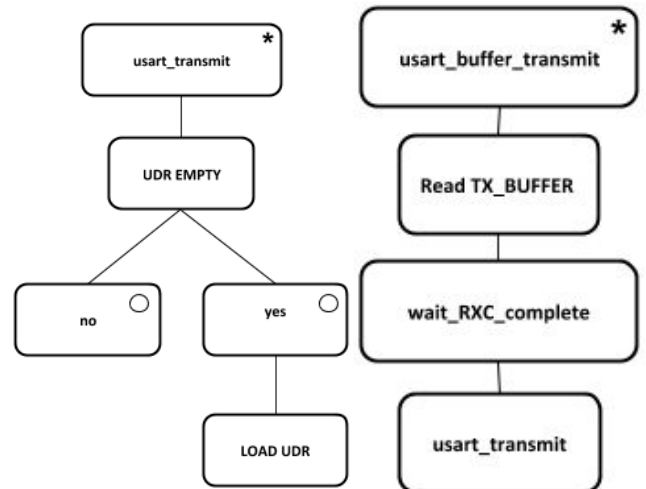 usart_transmit *
UDR EMPTY
no
yes
LOAD UDR
usart_buffer_transmit *
Read TX_BUFFER
wait_RXC_complete
usart_transmit